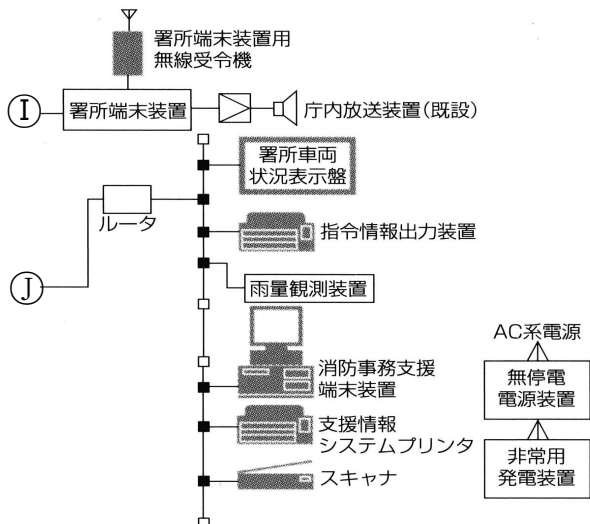 署所端末装置用
無線受令機
I
署所端末装置
庁内放送装置(既設)
署所車両
状況表示盤
ルータ
指令情報出力装置
J
雨量観測装置
AC系電源
消防事務支援
端末装置
無停電
電源装置
支援情報
システムプリンタ
非常用
発電装置
スキャナ